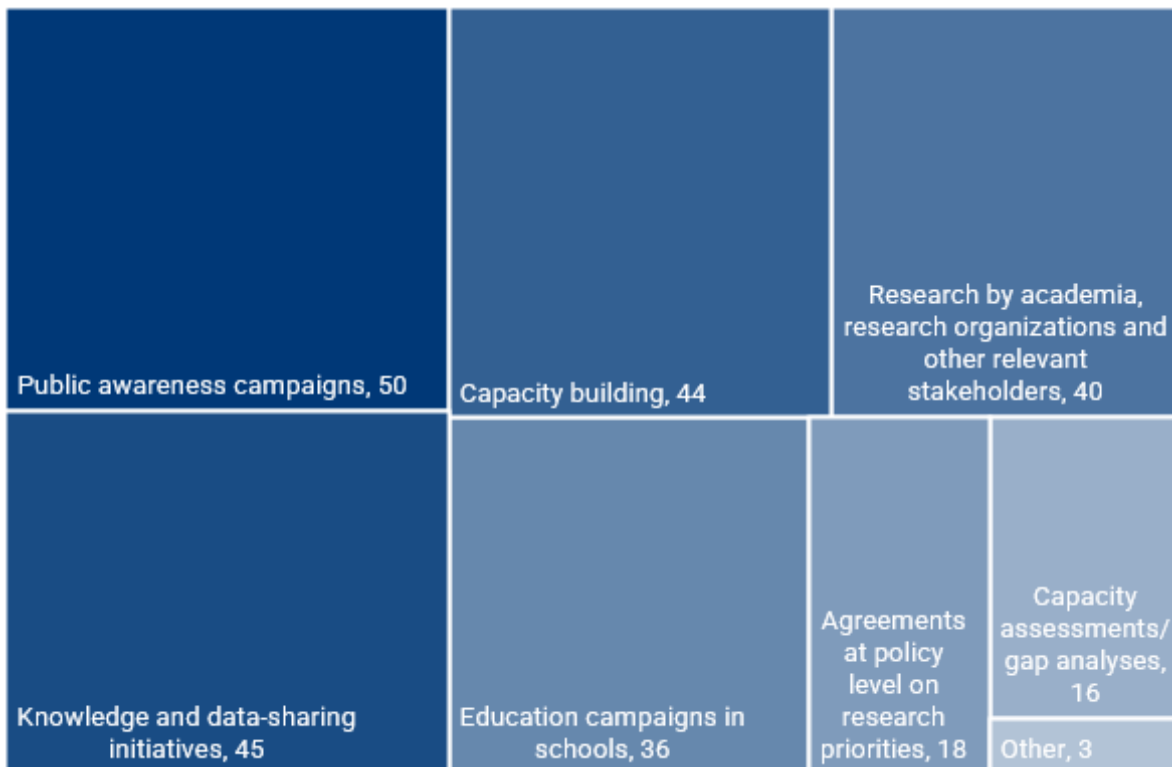 Public awareness campaigns, 50
Capacity building, 44
Research by academia,
research organizations and
other relevant
stakeholders, 40
Knowledge and data-sharing
initiatives, 45
Education campaigns in
schools, 36
Agreements
at policy
level on
research
priorities, 18
Capacity
assessments/
gap analyses,
16
Other, 3